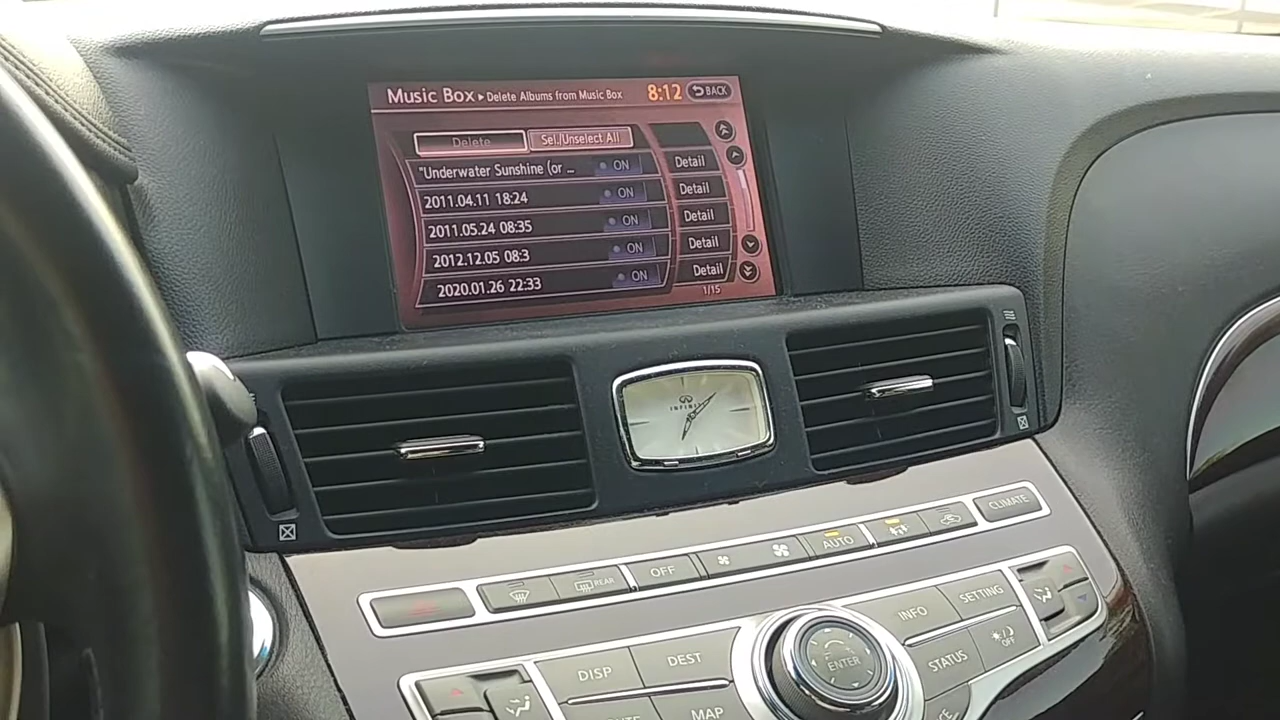 Music Box ▸ Delete Albums from Music Box 8:12 BACK
Delete Sel./Unselect All
"Underwater Sunshine (or ... ON Detail
2011.04.11 18:24 ON Detail
2011.05.24 08:35 ON Detail
2012.12.05 08:3 ON Detail
2020.01.26 22:33 ON Detail
1/15
INFINITI
CLIMATE
AUTO
OFF
REAR
INFO SETTING
STATUS OFF
DISP DEST
MAP
ENTER